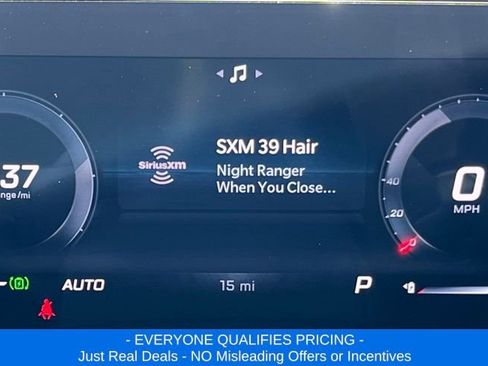 SXM 39 Hair
SiriusXM
Night Ranger
When You Close...
37
nge/mi
40
20
0
0
MPH
AUTO
15 mi
P
- EVERYONE QUALIFIES PRICING -
Just Real Deals - NO Misleading Offers or Incentives